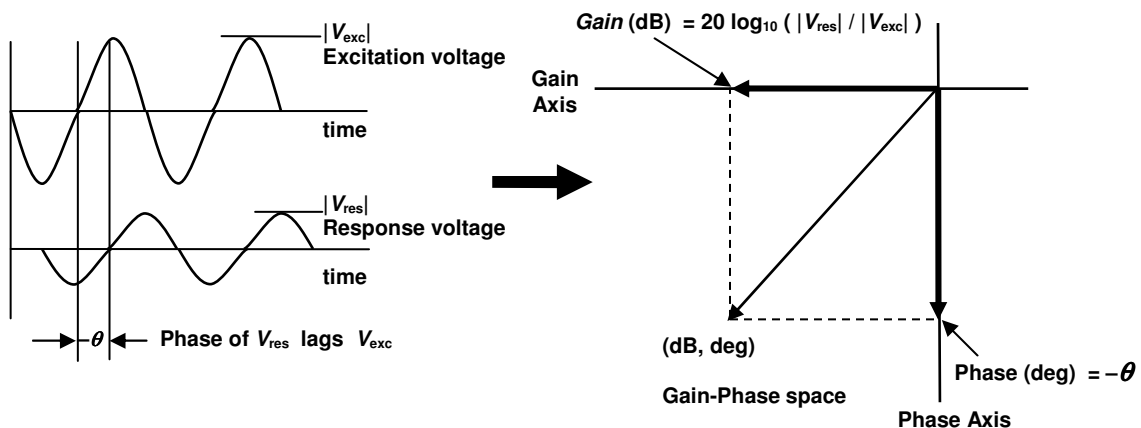 |Vexc|
Excitation voltage
time
|Vres|
Response voltage
time
–θ
Phase of Vres lags Vexc
Gain (dB) = 20 log10 ( |Vres| / |Vexc| )
Gain
Axis
(dB, deg)
Gain-Phase space
Phase (deg) = –θ
Phase Axis